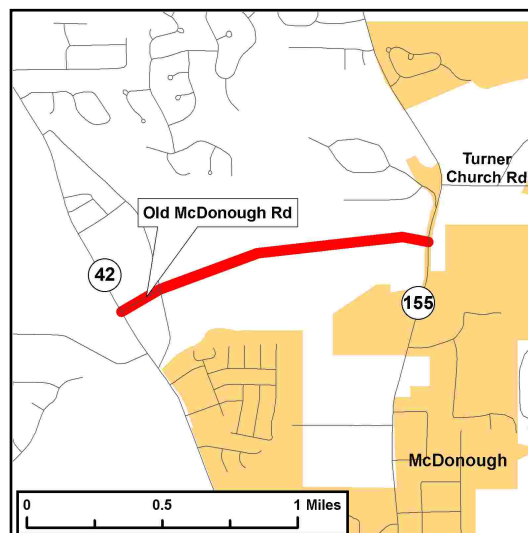 Turner
Church Rd
Old McDonough Rd
42
155
McDonough
0 0.5 1 Miles